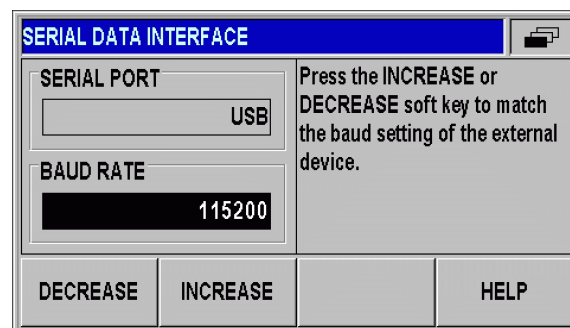 SERIAL DATA INTERFACE
SERIAL PORT
USB
BAUD RATE
115200
Press the INCREASE or
DECREASE soft key to match
the baud setting of the external
device.
DECREASE
INCREASE
HELP